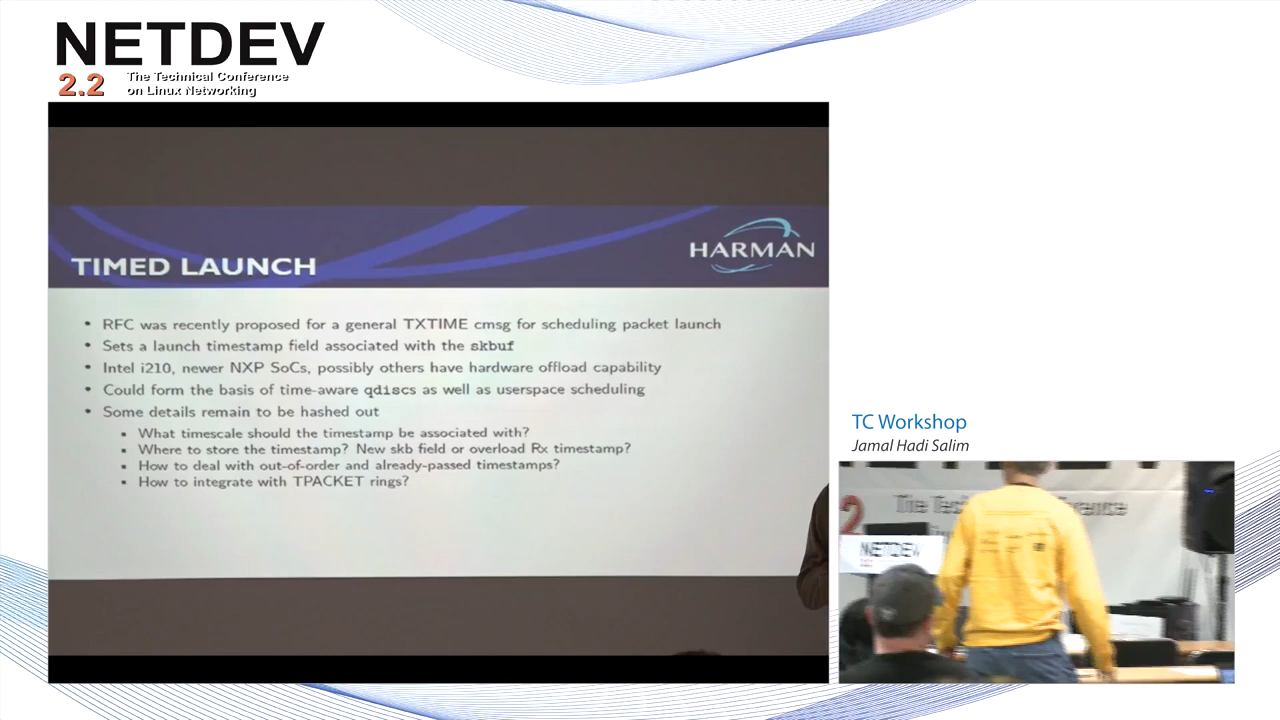 NETDEV
2.2
The Technical Conference
on Linux Networking
HARMAN
TIMED LAUNCH
• RFC was recently proposed for a general TXTIME cmsg for scheduling packet launch
• Sets a launch timestamp field associated with the skbuf
• Intel i210, newer NXP SoCs, possibly others have hardware offload capability
• Could form the basis of time-aware qdiscs as well as userspace scheduling
• Some details remain to be hashed out
▪ What timescale should the timestamp be associated with?
▪ Where to store the timestamp? New skb field or overload Rx timestamp?
▪ How to deal with out-of-order and already-passed timestamps?
▪ How to integrate with TPACKET rings?
TC Workshop
Jamal Hadi Salim
2
The
NETDEV